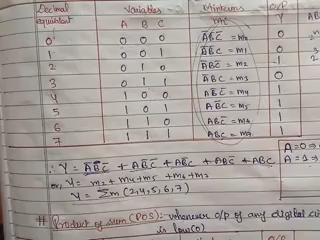 Decimal equivalent Variables Minterms O/P
A B C Y
0 0 0 0 A̅B̅C̅ = m0 0
1 0 0 1 A̅B̅C = m1 0
2 0 1 0 A̅BC̅ = m2 1
3 0 1 1 A̅BC = m3 0
4 1 0 0 AB̅C̅ = m4 1
5 1 0 1 AB̅C = m5 1
6 1 1 0 ABC̅ = m6 1
7 1 1 1 ABC = m7 1
∴ Y = A̅BC̅ + AB̅C̅ + AB̅C + ABC̅ + ABC
or, Y = m2 + m4 + m5 + m6 + m7
Y = Σm (2,4,5,6,7)
A=0
A=1
# Product of sum (POS):- whenever o/p of any digital
is low(0)